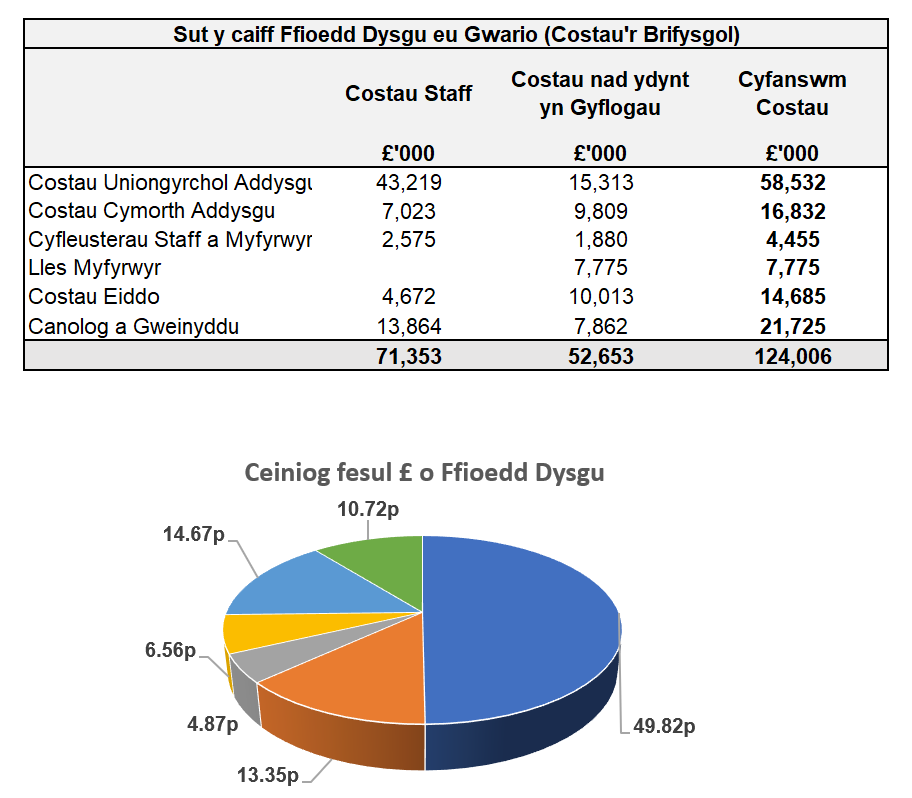 Sut y caiff Ffioedd Dysgu eu Gwario (Costau'r Brifysgol)
Costau Staff Costau nad ydynt yn Gyflogau Cyfanswm Costau
£'000 £'000 £'000
Costau Uniongyrchol Addysgu 43,219 15,313 58,532
Costau Cymorth Addysgu 7,023 9,809 16,832
Cyfleusterau Staff a Myfyrwyr 2,575 1,880 4,455
Lles Myfyrwyr 7,775 7,775
Costau Eiddo 4,672 10,013 14,685
Canolog a Gweinyddu 13,864 7,862 21,725
71,353 52,653 124,006
Ceiniog fesul £ o Ffioedd Dysgu
10.72p
14.67p
6.56p
4.87p
49.82p
13.35p